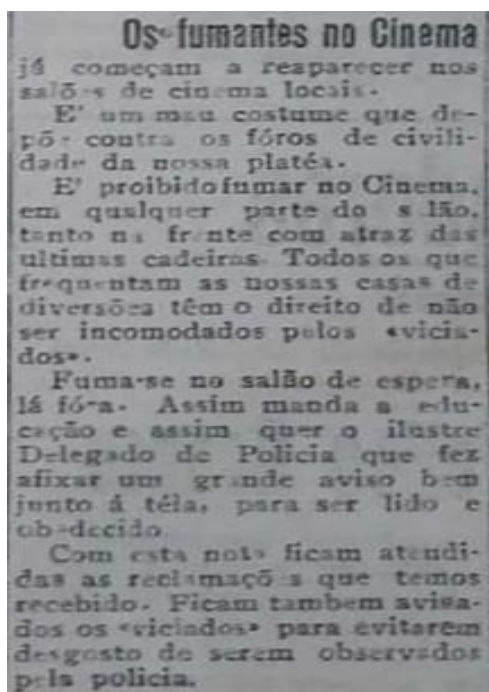 Os fumantes no Cinema
já começam a reaparecer nos
salões de cinema locais.
E' um mau costume que de-
põe contra os fóros de civili-
dade da nossa platéa.
E' proibido fumar no Cinema,
em qualquer parte do salão,
tanto na frente com atraz das
ultimas cadeiras. Todos os que
frequentam as nossas casas de
diversões têm o direito de não
ser incomodados pelos «vicia-
dos».
Fuma-se no salão de espera,
lá fóra. Assim manda a edu-
cação e assim quer o ilustre
Delegado de Policia que fez
afixar um grande aviso bem
junto á téla, para ser lido e
obedecido.
Com esta nota ficam atendi-
das as reclamações que temos
recebido. Ficam tambem avisa-
dos os «viciados» para evitarem
desgosto de serem observados
pela policia.